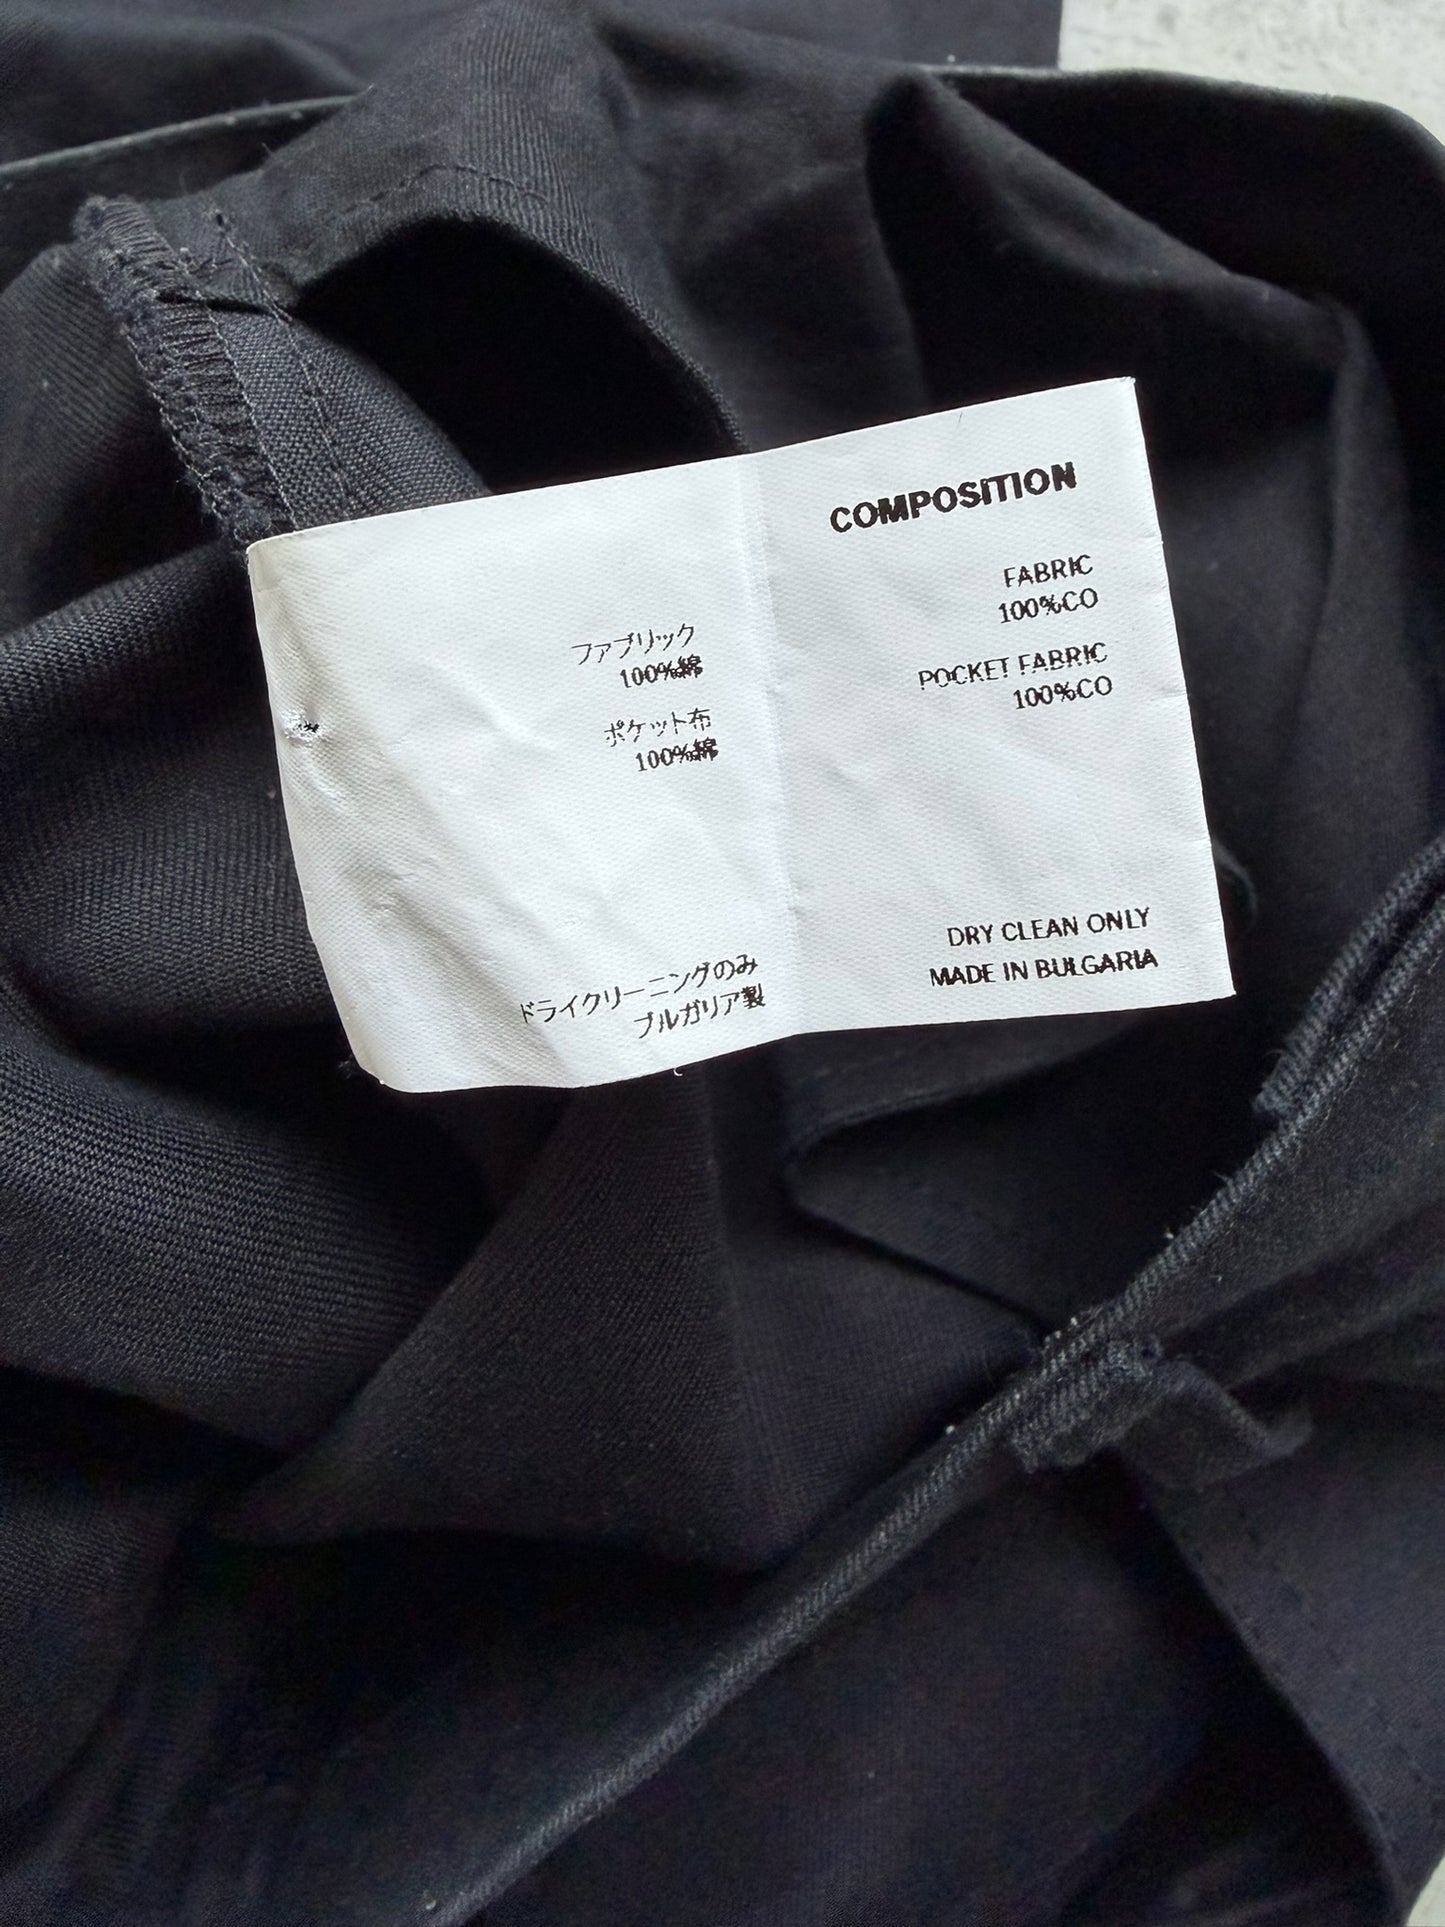 COMPOSITION
FABRIC
100%CO
POCKET FABRIC
100%CO
DRY CLEAN ONLY
MADE IN BULGARIA
ファブリック
100%綿
ポケット布
100%綿
ドライクリーニングのみ
ブルガリア製